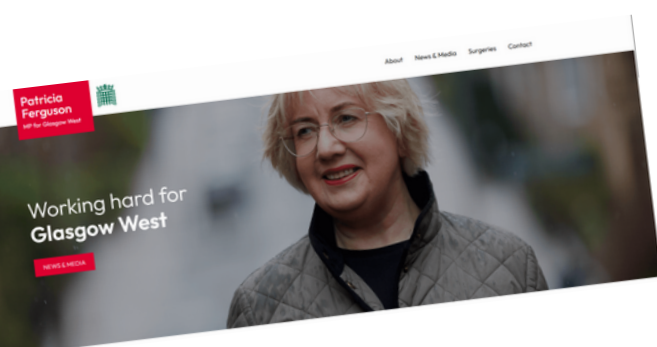 About News & Media Surgeries Contact
Patricia
Ferguson
MP for Glasgow West
Working hard for
Glasgow West
NEWS & MEDIA